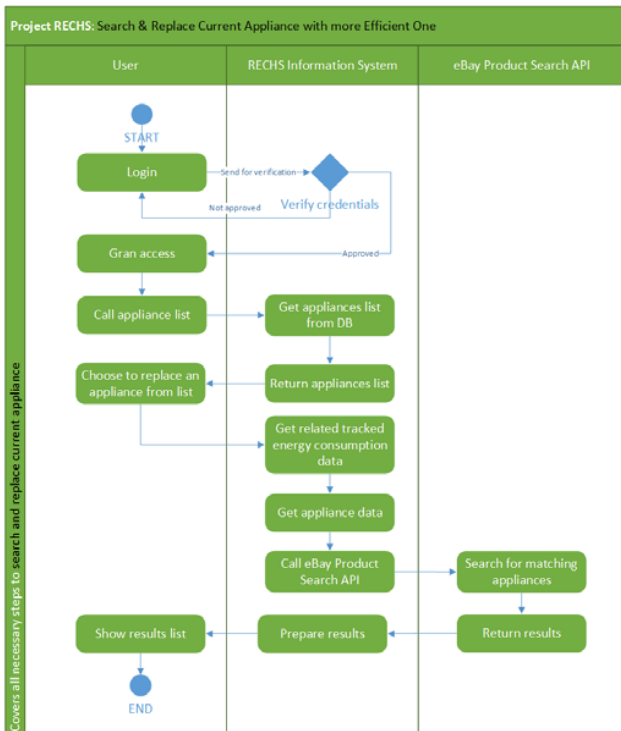 Project RECHS: Search & Replace Current Appliance with more Efficient One
User
RECHS Information System
eBay Product Search API
Covers all necessary steps to search and replace current appliance
START
Login
Send for verification
Verify credentials
Not approved
Approved
Gran access
Call appliance list
Get appliances list
from DB
Choose to replace an
appliance from list
Return appliances list
Get related tracked
energy consumption
data
Get appliance data
Call eBay Product
Search API
Search for matching
appliances
Show results list
Prepare results
Return results
END